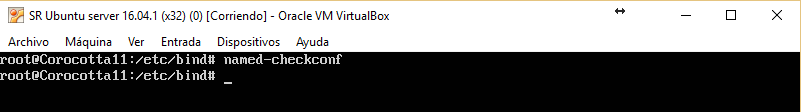 SR Ubuntu server 16.04.1 (x32) (0) [Corriendo] - Oracle VM VirtualBox
Archivo Máquina Ver Entrada Dispositivos Ayuda
root@Corocotta11:/etc/bind# named-checkconf
root@Corocotta11:/etc/bind# _